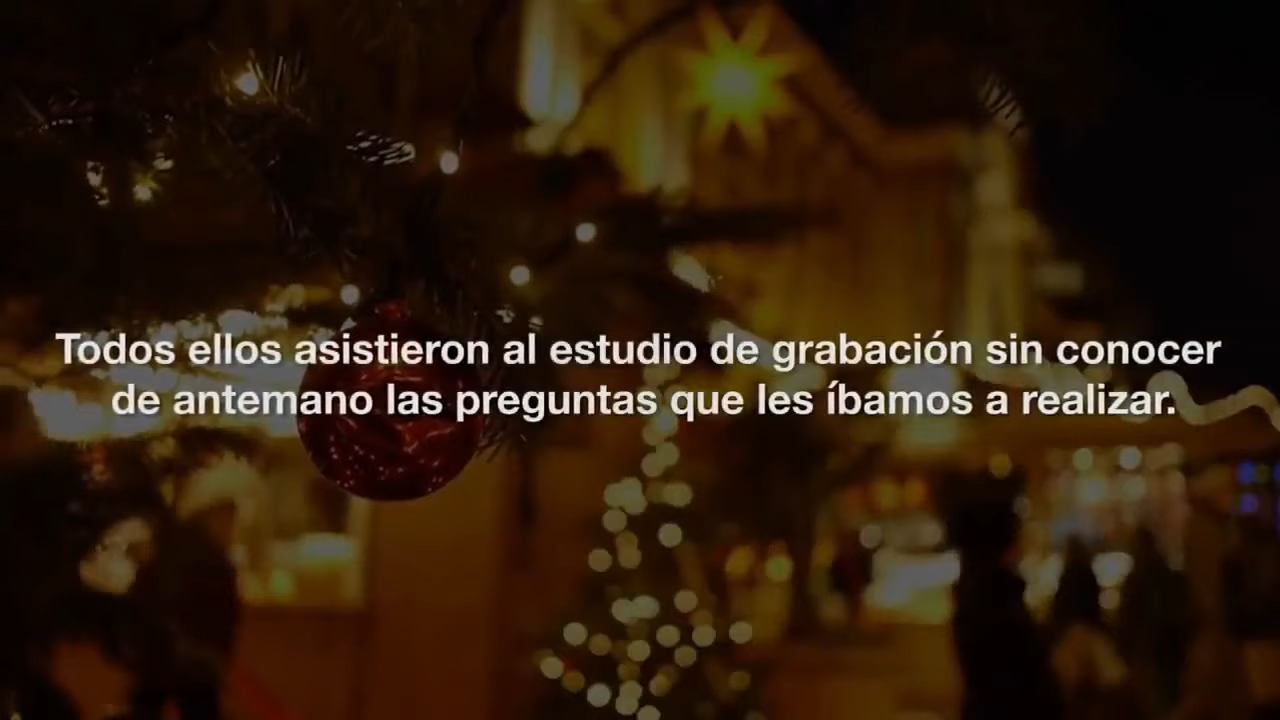 Todos ellos asistieron al estudio de grabación sin conocer
de antemano las preguntas que les íbamos a realizar.